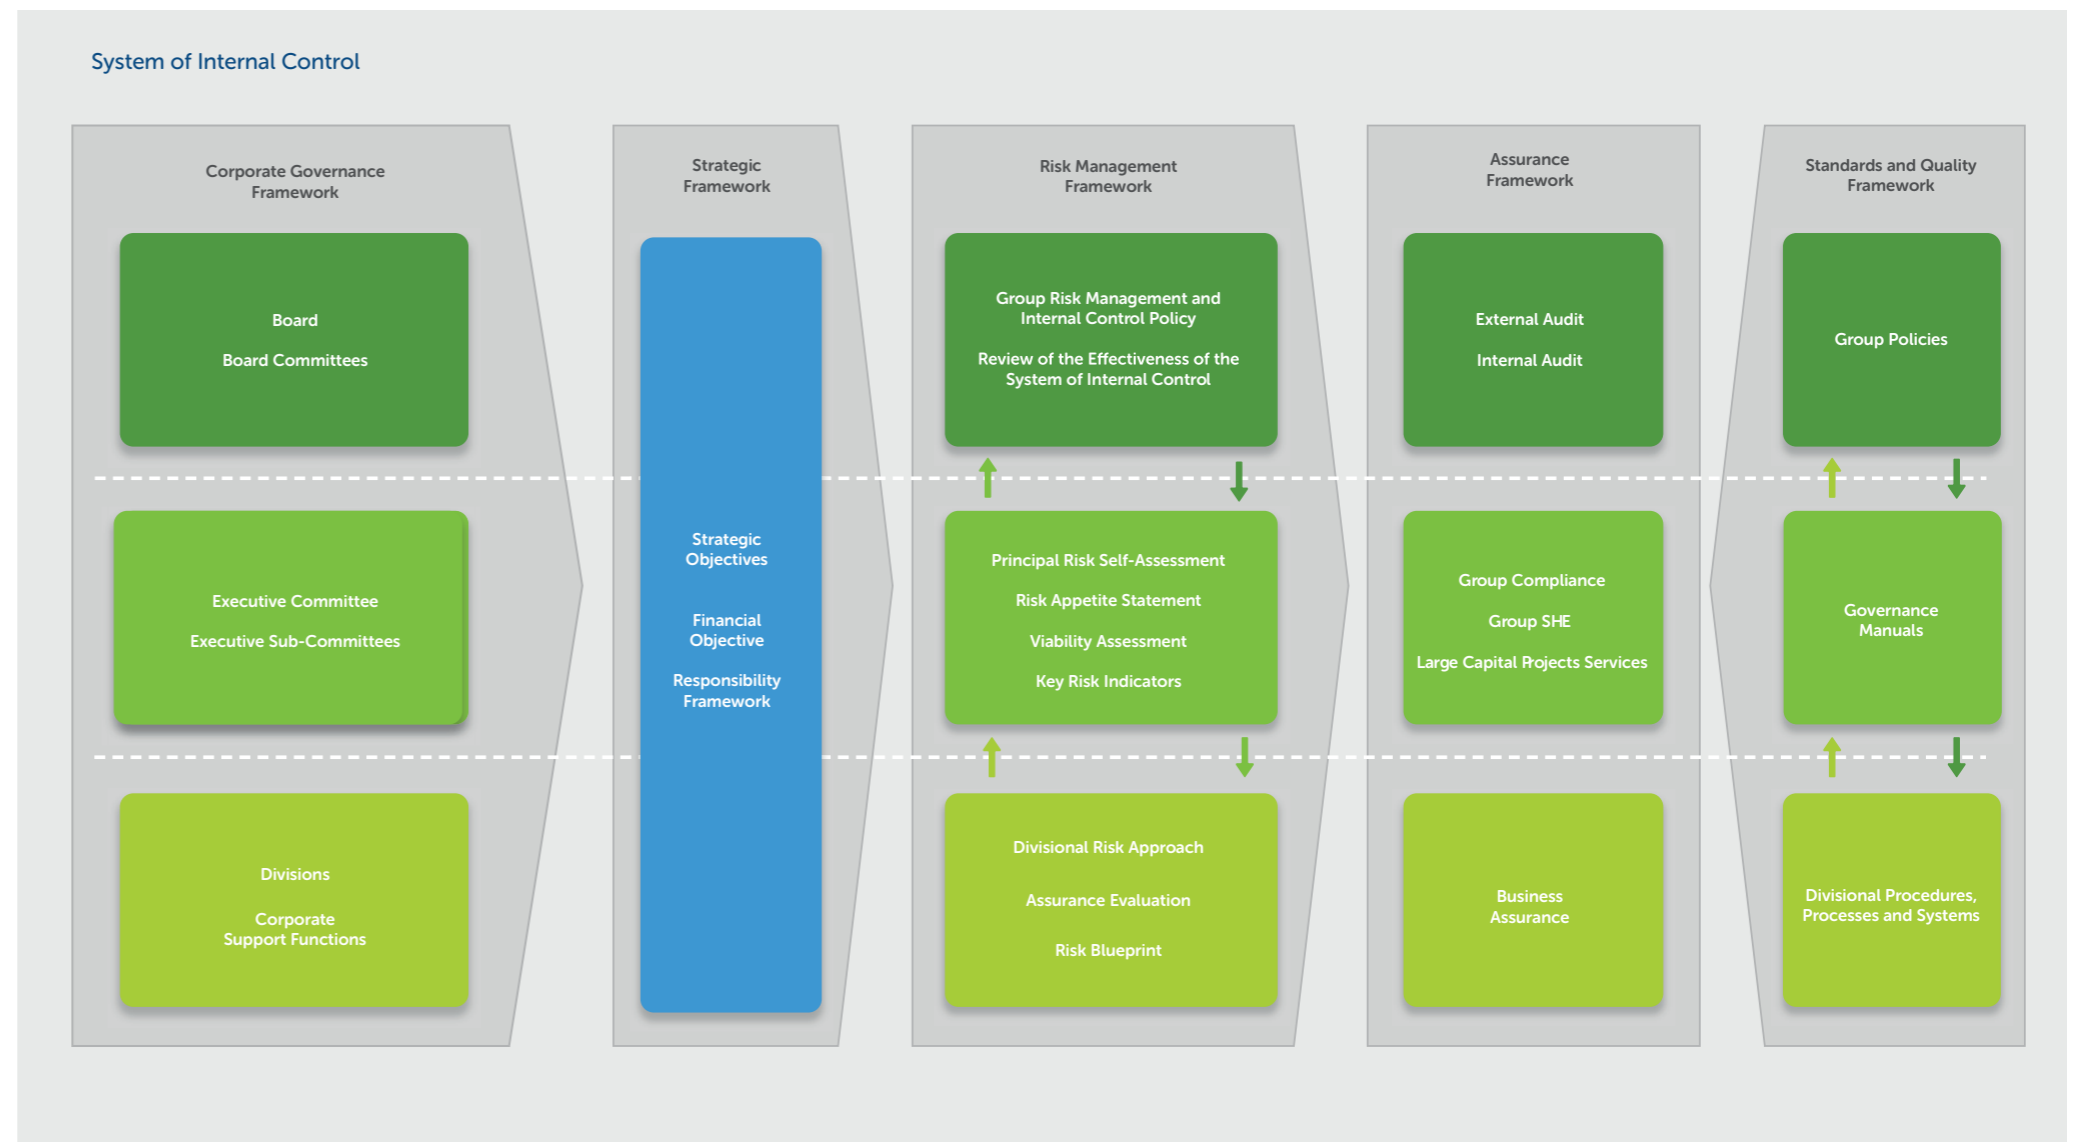 System of Internal Control
Corporate Governance
Framework
Board
Board Committees
Executive Committee
Executive Sub-Committees
Divisions
Corporate
Support Functions
Strategic
Framework
Strategic
Objectives
Financial
Objective
Responsibility
Framework
Risk Management
Framework
Group Risk Management and
Internal Control Policy
Review of the Effectiveness of the
System of Internal Control
Principal Risk Self-Assessment
Risk Appetite Statement
Viability Assessment
Key Risk Indicators
Divisional Risk Approach
Assurance Evaluation
Risk Blueprint
Assurance
Framework
External Audit
Internal Audit
Group Compliance
Group SHE
Large Capital Projects Services
Business
Assurance
Standards and Quality
Framework
Group Policies
Governance
Manuals
Divisional Procedures,
Processes and Systems